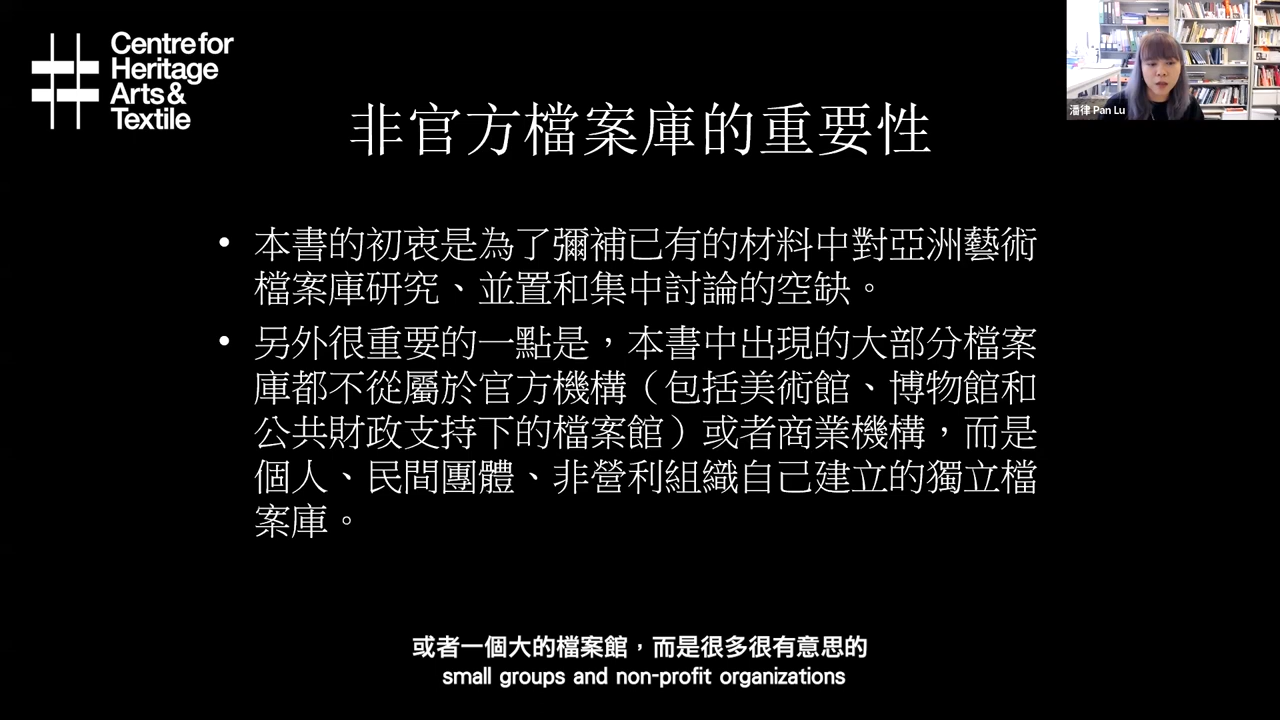 Centre for
Heritage
Arts &
Textile
潘律 Pan Lu
非官方檔案庫的重要性
• 本書的初衷是為了彌補已有的材料中對亞洲藝術
檔案庫研究、並置和集中討論的空缺。
• 另外很重要的一點是，本書中出現的大部分檔案
庫都不從屬於官方機構（包括美術館、博物館和
公共財政支持下的檔案館）或者商業機構，而是
個人、民間團體、非營利組織自己建立的獨立檔
案庫。
或者一個大的檔案館，而是很多很有意思的
small groups and non-profit organizations